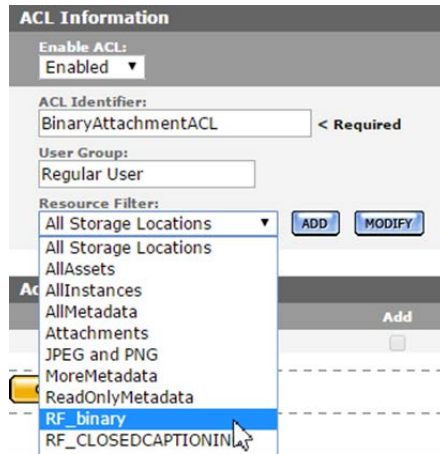 ACL Information
Enable ACL:
Enabled
ACL Identifier:
BinaryAttachmentACL < Required
User Group:
Regular User
Resource Filter:
All Storage Locations ADD MODIFY
All Storage Locations
AllAssets
AllInstances
AllMetadata
Attachments
Add
JPEG and PNG
MoreMetadata
ReadOnlyMetadata
RF_binary
RF_CLOSEDCAPTIONIN